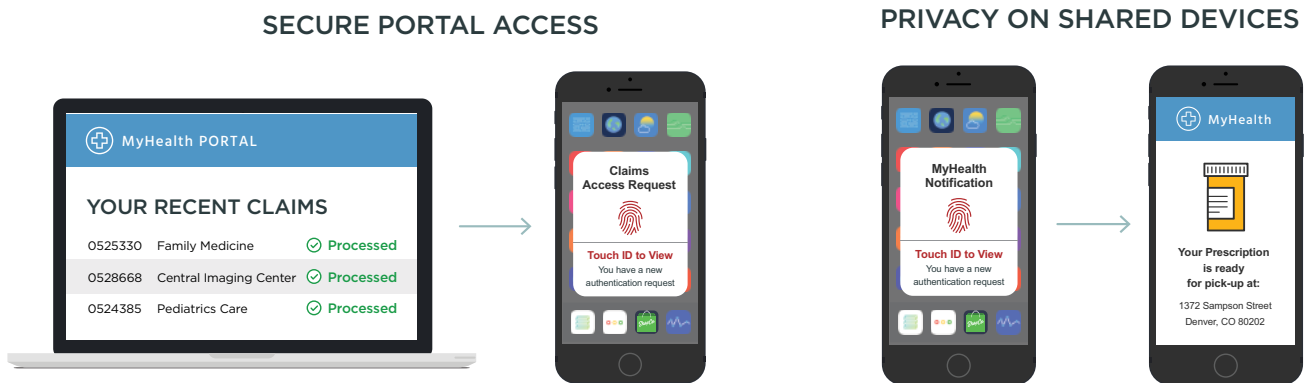 SECURE PORTAL ACCESS
MyHealth PORTAL
YOUR RECENT CLAIMS
0525330 Family Medicine Processed
0528668 Central Imaging Center Processed
0524385 Pediatrics Care Processed
Claims
Access Request
Touch ID to View
You have a new
authentication request
PRIVACY ON SHARED DEVICES
MyHealth
Notification
Touch ID to View
You have a new
authentication request
MyHealth
Your Prescription
is ready
for pick-up at:
1372 Sampson Street
Denver, CO 80202